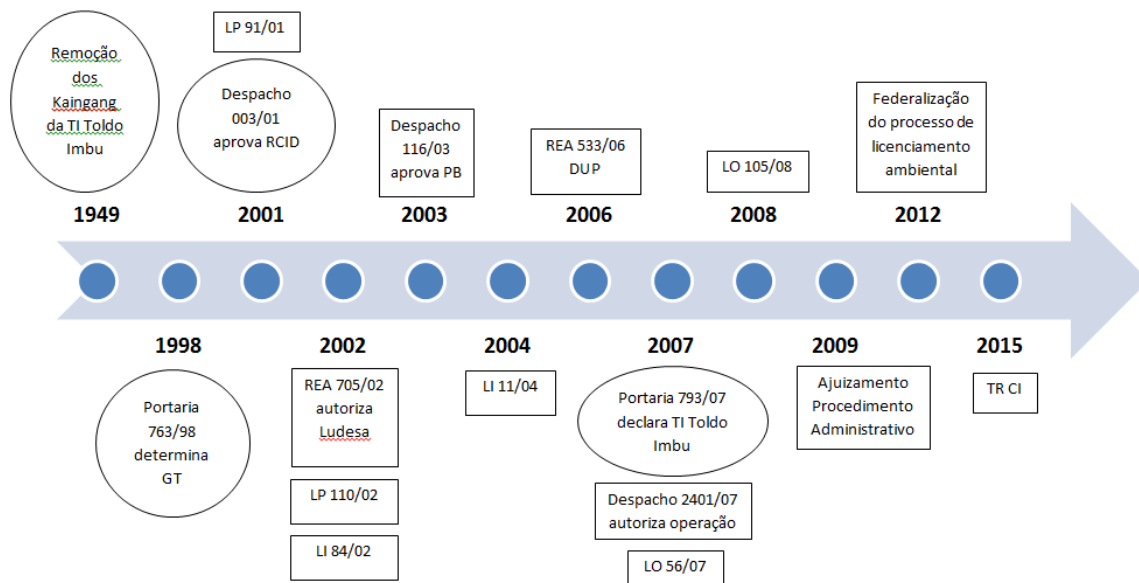 Remoção
dos
Kaingang
da TI Toldo
Imbu
1949
LP 91/01
Despacho
003/01
aprova RCID
2001
Despacho
116/03
aprova PB
2003
REA 533/06
DUP
2006
LO 105/08
2008
Federalização
do processo de
licenciamento
ambiental
2012
1998
Portaria
763/98
determina
GT
2002
REA 705/02
autoriza
Ludesa
LP 110/02
LI 84/02
2004
LI 11/04
2007
Portaria 793/07
declara TI Toldo
Imbu
Despacho 2401/07
autoriza operação
LO 56/07
2009
Ajuizamento
Procedimento
Administrativo
2015
TR CI